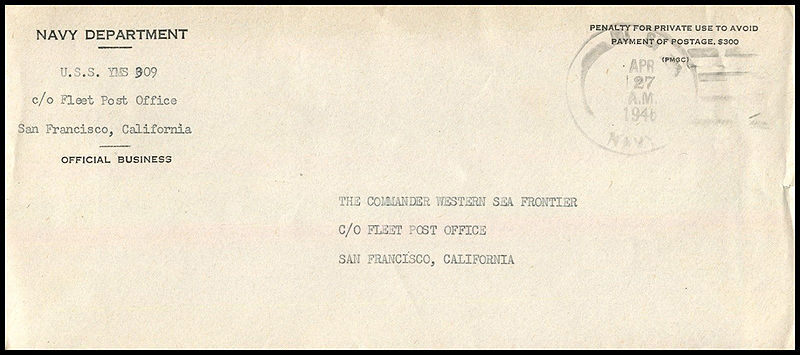 NAVY DEPARTMENT
U.S.S. YMS 309
c/o Fleet Post Office
San Francisco, California
OFFICIAL BUSINESS
PENALTY FOR PRIVATE USE TO AVOID
PAYMENT OF POSTAGE, $300
(PMGC)
APR
27
A.M.
1946
NAVY
THE COMMANDER WESTERN SEA FRONTIER
C/O FLEET POST OFFICE
SAN FRANCISCO, CALIFORNIA